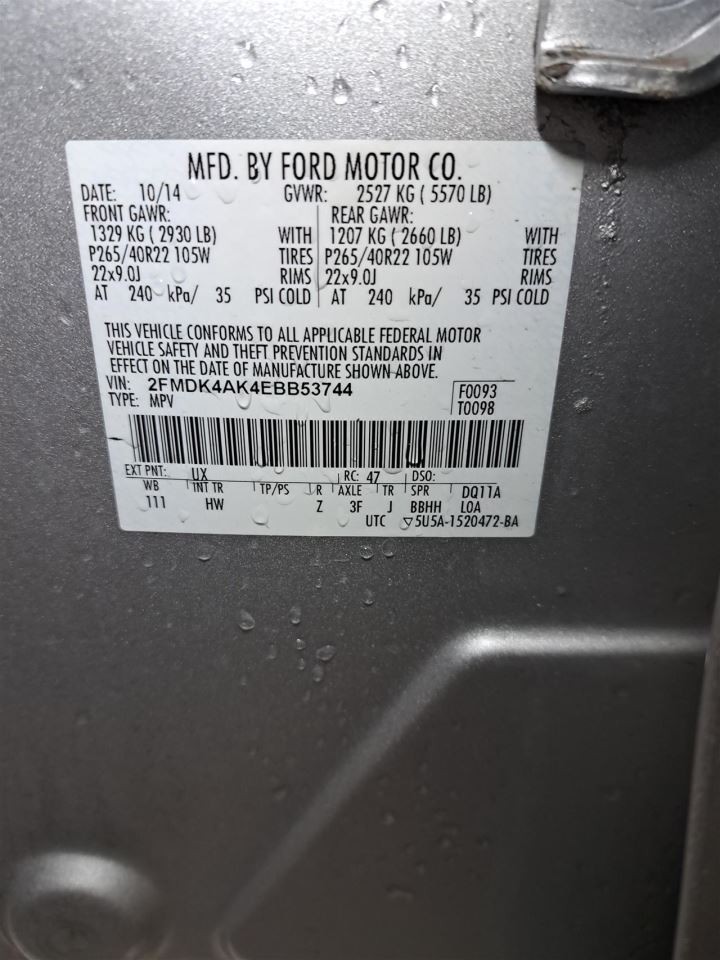 MFD. BY FORD MOTOR CO.
DATE: 10/14 GVWR: 2527 KG ( 5570 LB)
FRONT GAWR: REAR GAWR:
1329 KG ( 2930 LB) WITH 1207 KG ( 2660 LB) WITH
P265/40R22 105W TIRES P265/40R22 105W TIRES
22x9.0J RIMS 22x9.0J RIMS
AT 240 kPa/ 35 PSI COLD AT 240 kPa/ 35 PSI COLD
THIS VEHICLE CONFORMS TO ALL APPLICABLE FEDERAL MOTOR
VEHICLE SAFETY AND THEFT PREVENTION STANDARDS IN
EFFECT ON THE DATE OF MANUFACTURE SHOWN ABOVE.
VIN: 2FMDK4AK4EBB53744 F0093
TYPE: MPV T0098
EXT PNT: UX RC: 47 DSO:
WB INT TR TP/PS R AXLE TR SPR DQ11A
111 HW Z 3F J BBHH LOA
UTC ▽5U5A-1520472-BA